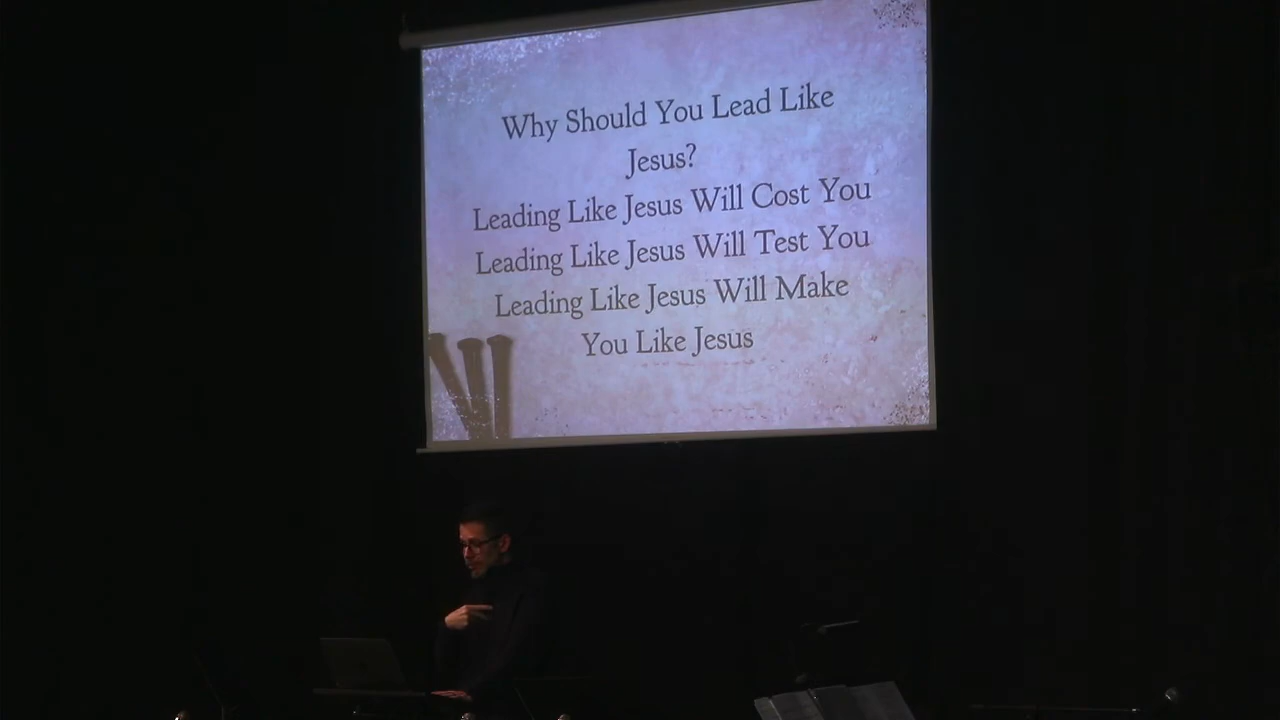 Why Should You Lead Like
Jesus?
Leading Like Jesus Will Cost You
Leading Like Jesus Will Test You
Leading Like Jesus Will Make
You Like Jesus